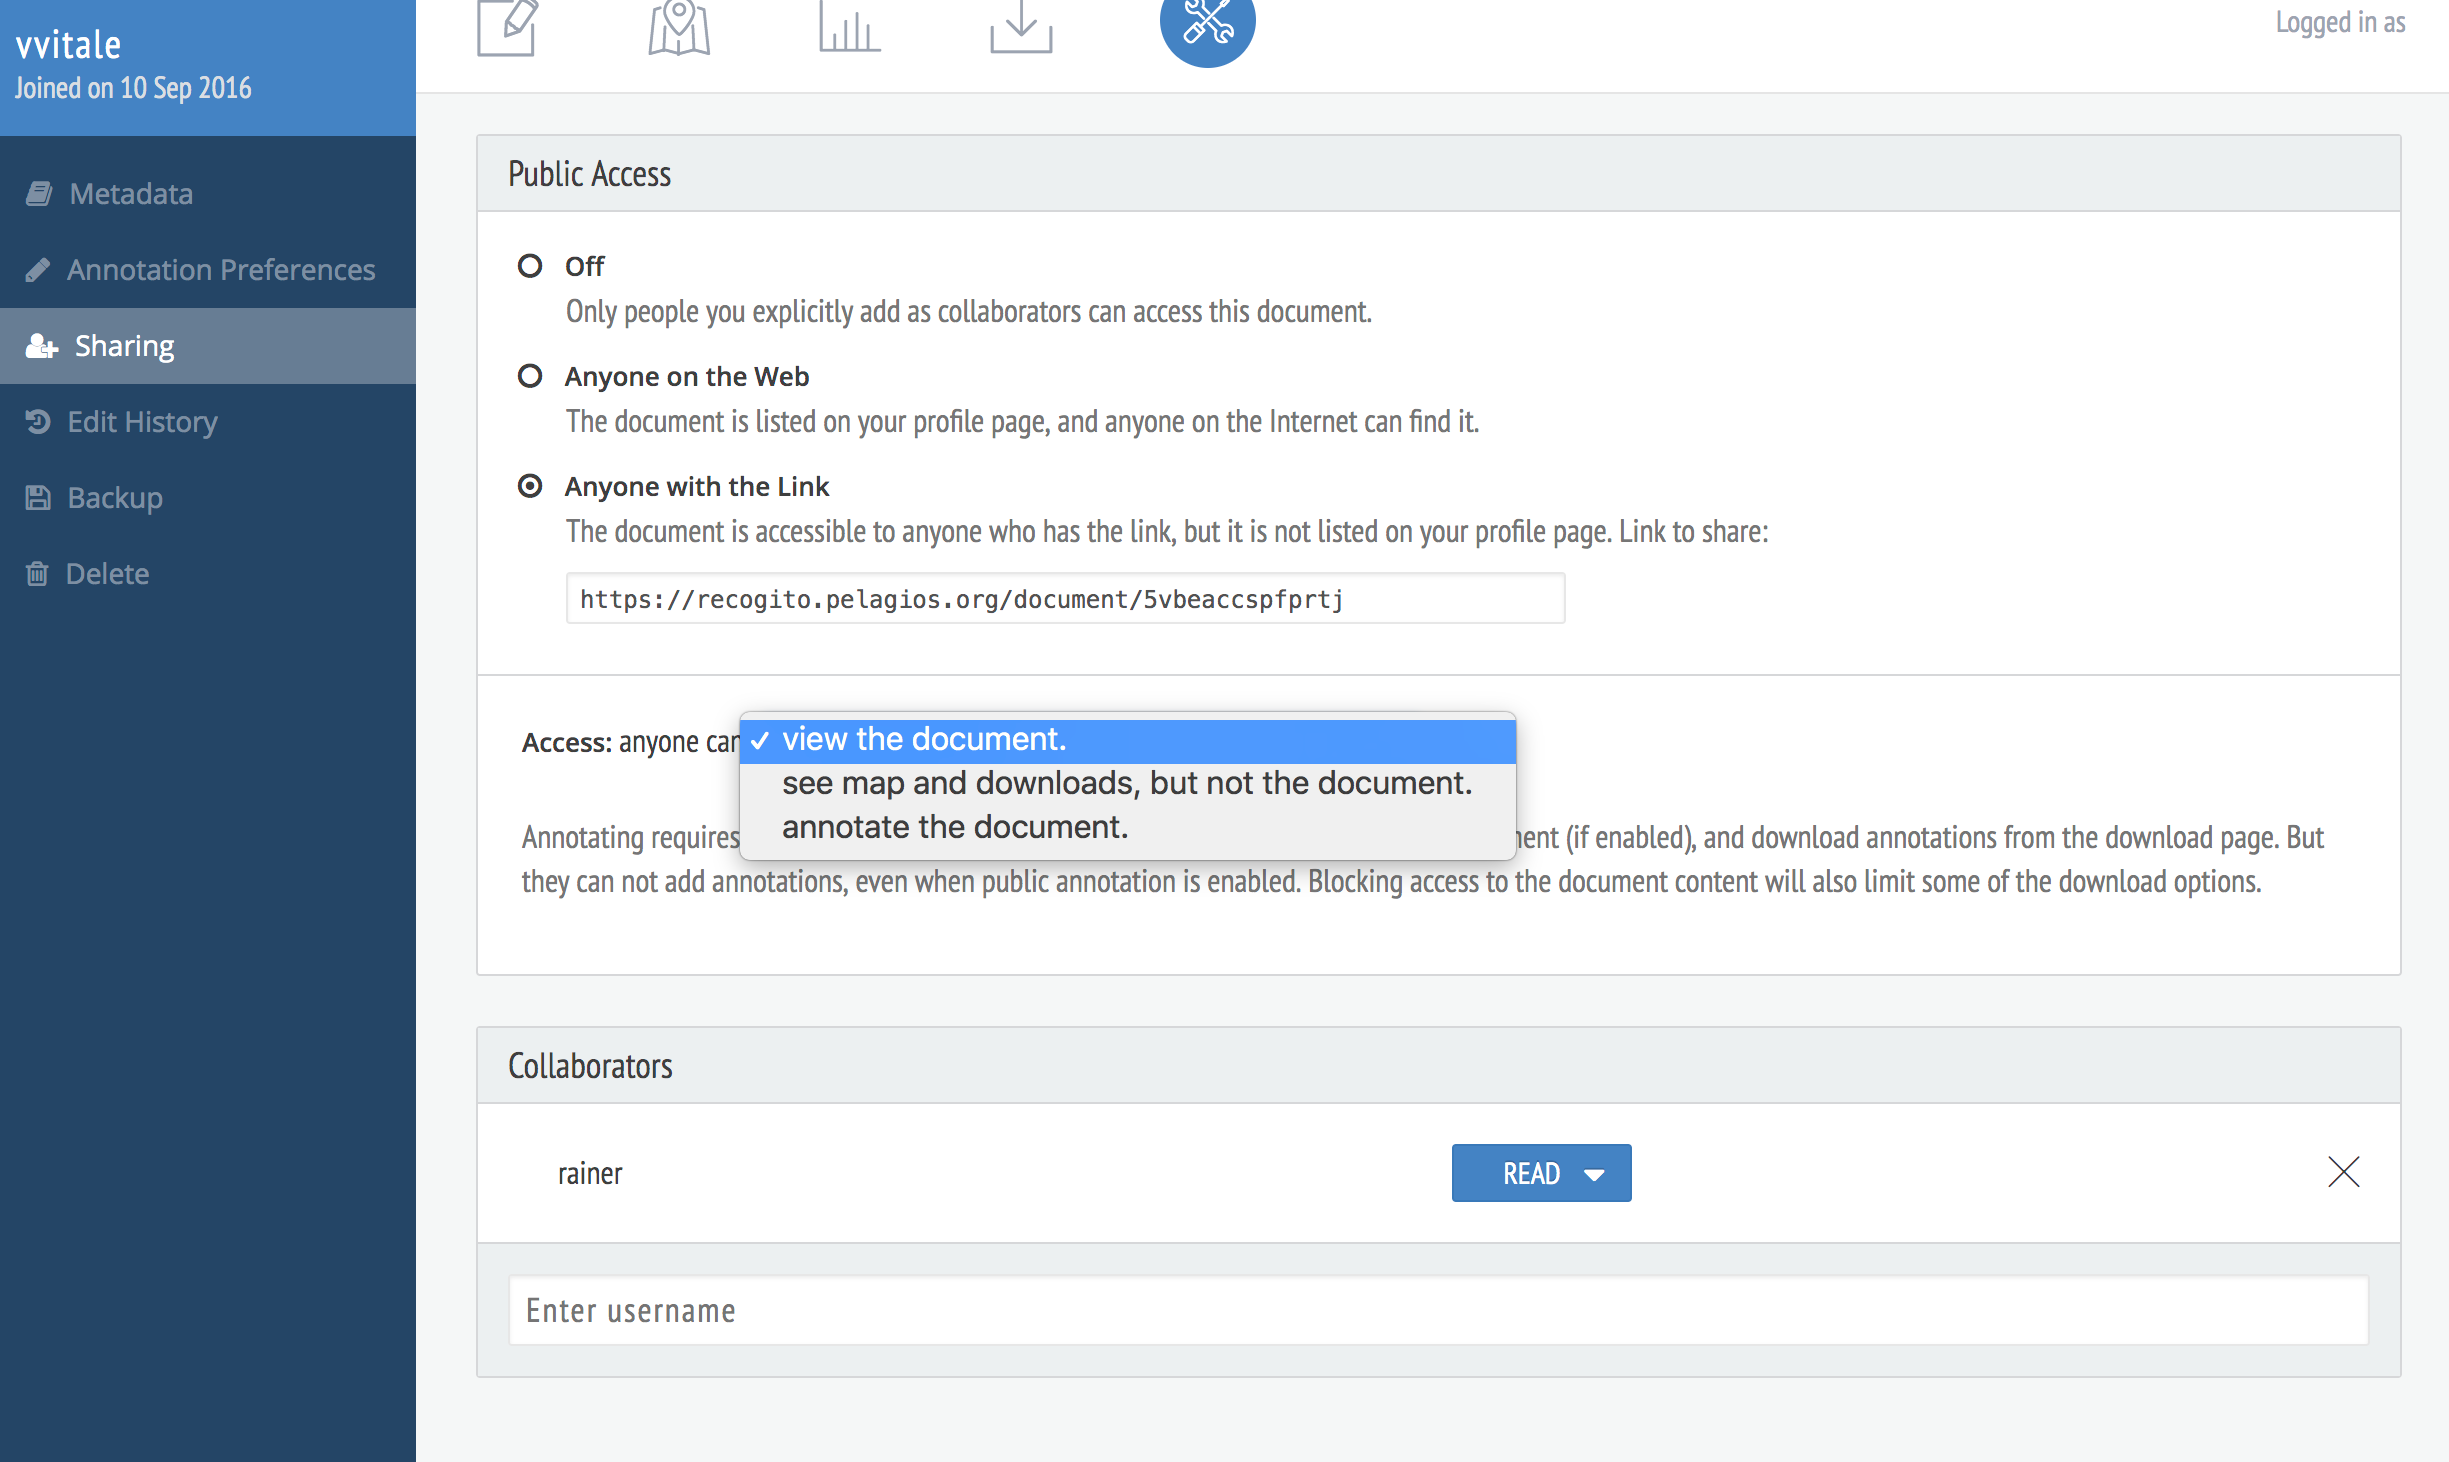 vvitale
Joined on 10 Sep 2016
Logged in as
Metadata
Annotation Preferences
Sharing
Edit History
Backup
Delete
Public Access
Off
Only people you explicitly add as collaborators can access this document.
Anyone on the Web
The document is listed on your profile page, and anyone on the Internet can find it.
Anyone with the Link
The document is accessible to anyone who has the link, but it is not listed on your profile page. Link to share:
https://recogito.pelagios.org/document/5vbeaccspfprtj
Access: anyone can
✓ view the document.
see map and downloads, but not the document.
annotate the document.
Annotating requires (if enabled), and download annotations from the download page. But
they can not add annotations, even when public annotation is enabled. Blocking access to the document content will also limit some of the download options.
Collaborators
rainer
READ
Enter username